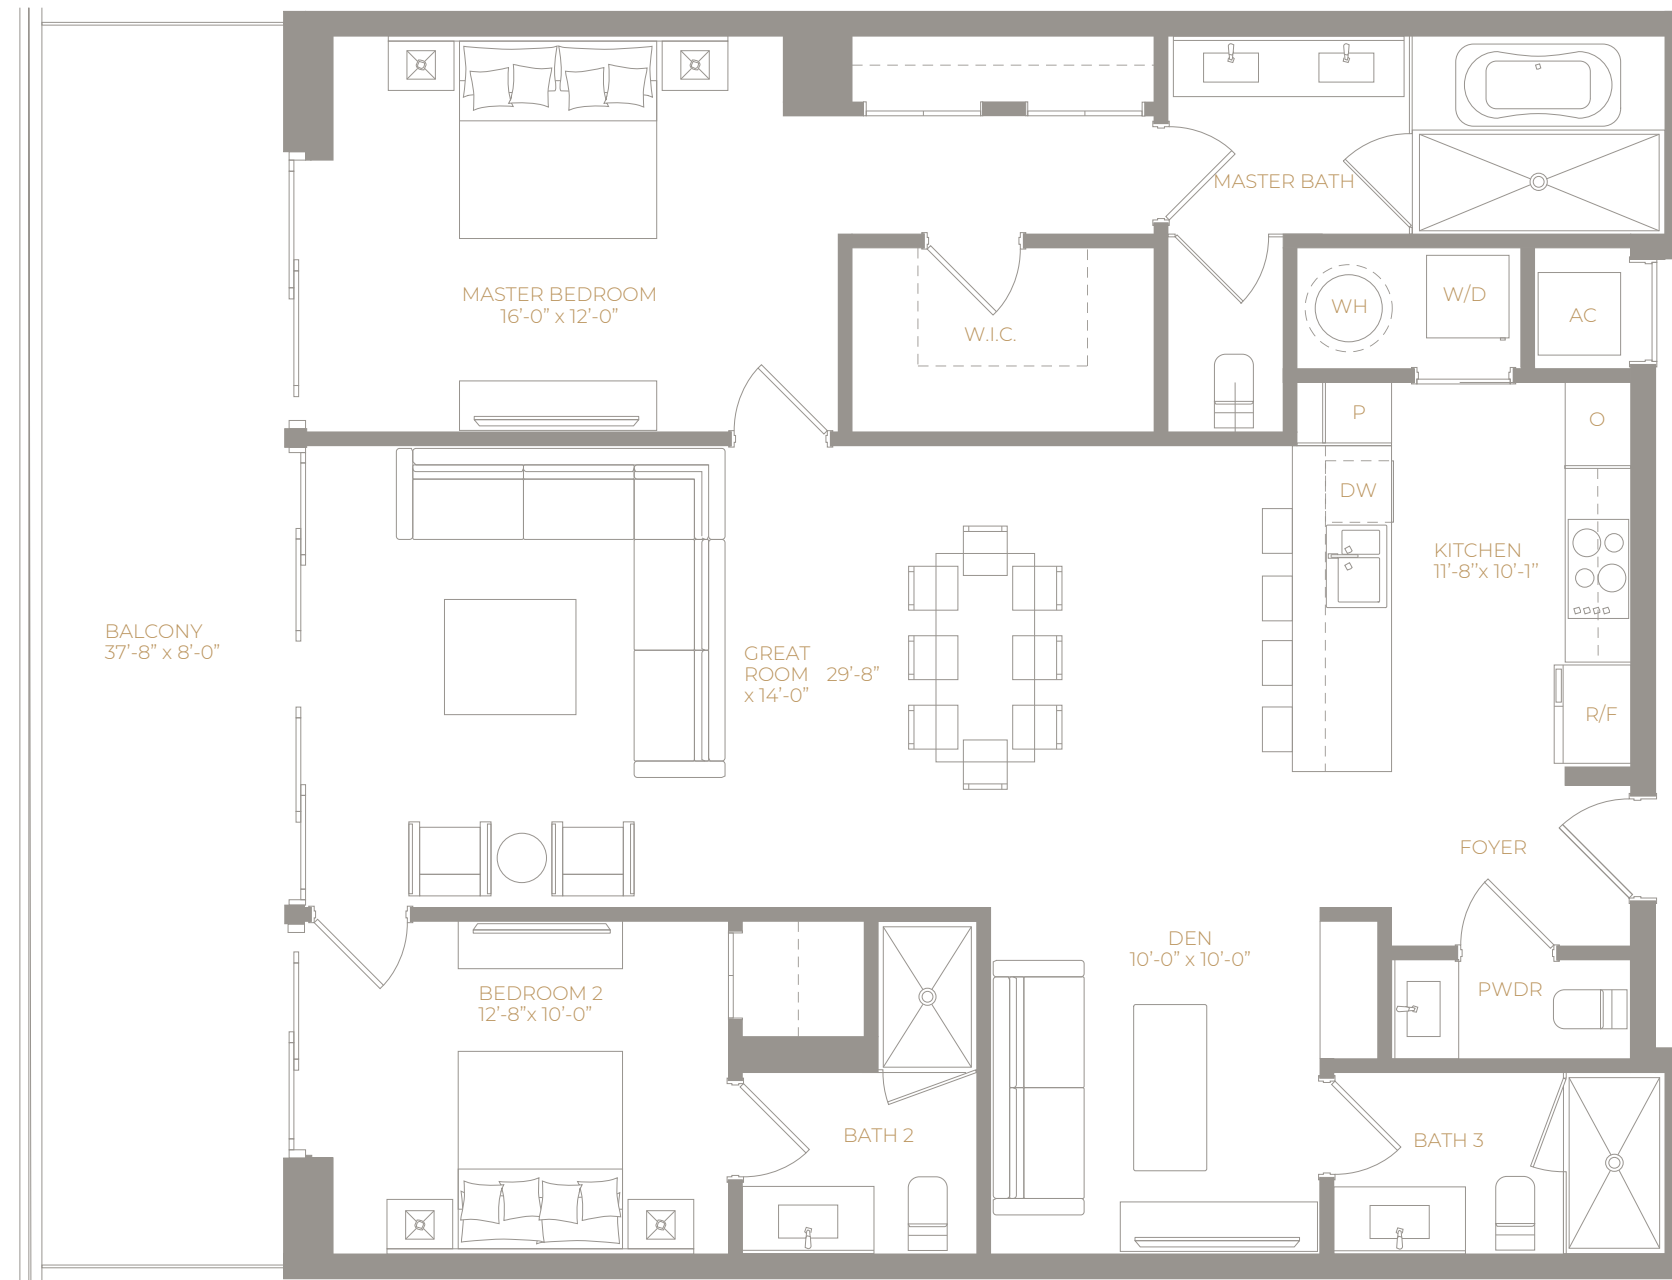 MASTER BATH
MASTER BEDROOM
16’-0” x 12’-0”
W.I.C.
WH
W/D
AC
P
O
DW
KITCHEN
11’-8”x 10’-1”
BALCONY
37’-8” x 8’-0”
GREAT
ROOM 29’-8”
x 14’-0”
R/F
FOYER
DEN
10’-0” x 10’-0”
BEDROOM 2
12’-8”x 10’-0”
PWDR
BATH 2
BATH 3